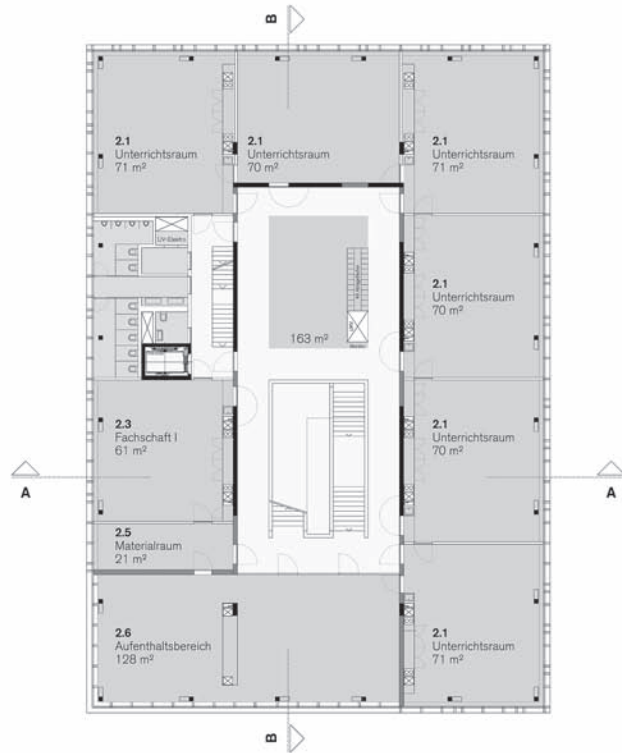 B
2.1
Unterrichtsraum
71 m²
2.1
Unterrichtsraum
70 m²
2.1
Unterrichtsraum
71 m²
UV-Elektro
2.1
Unterrichtsraum
70 m²
163 m²
2.3
Fachschaft I
61 m²
2.1
Unterrichtsraum
70 m²
A
A
2.5
Materialraum
21 m²
2.6
Aufenthaltsbereich
128 m²
2.1
Unterrichtsraum
71 m²
B